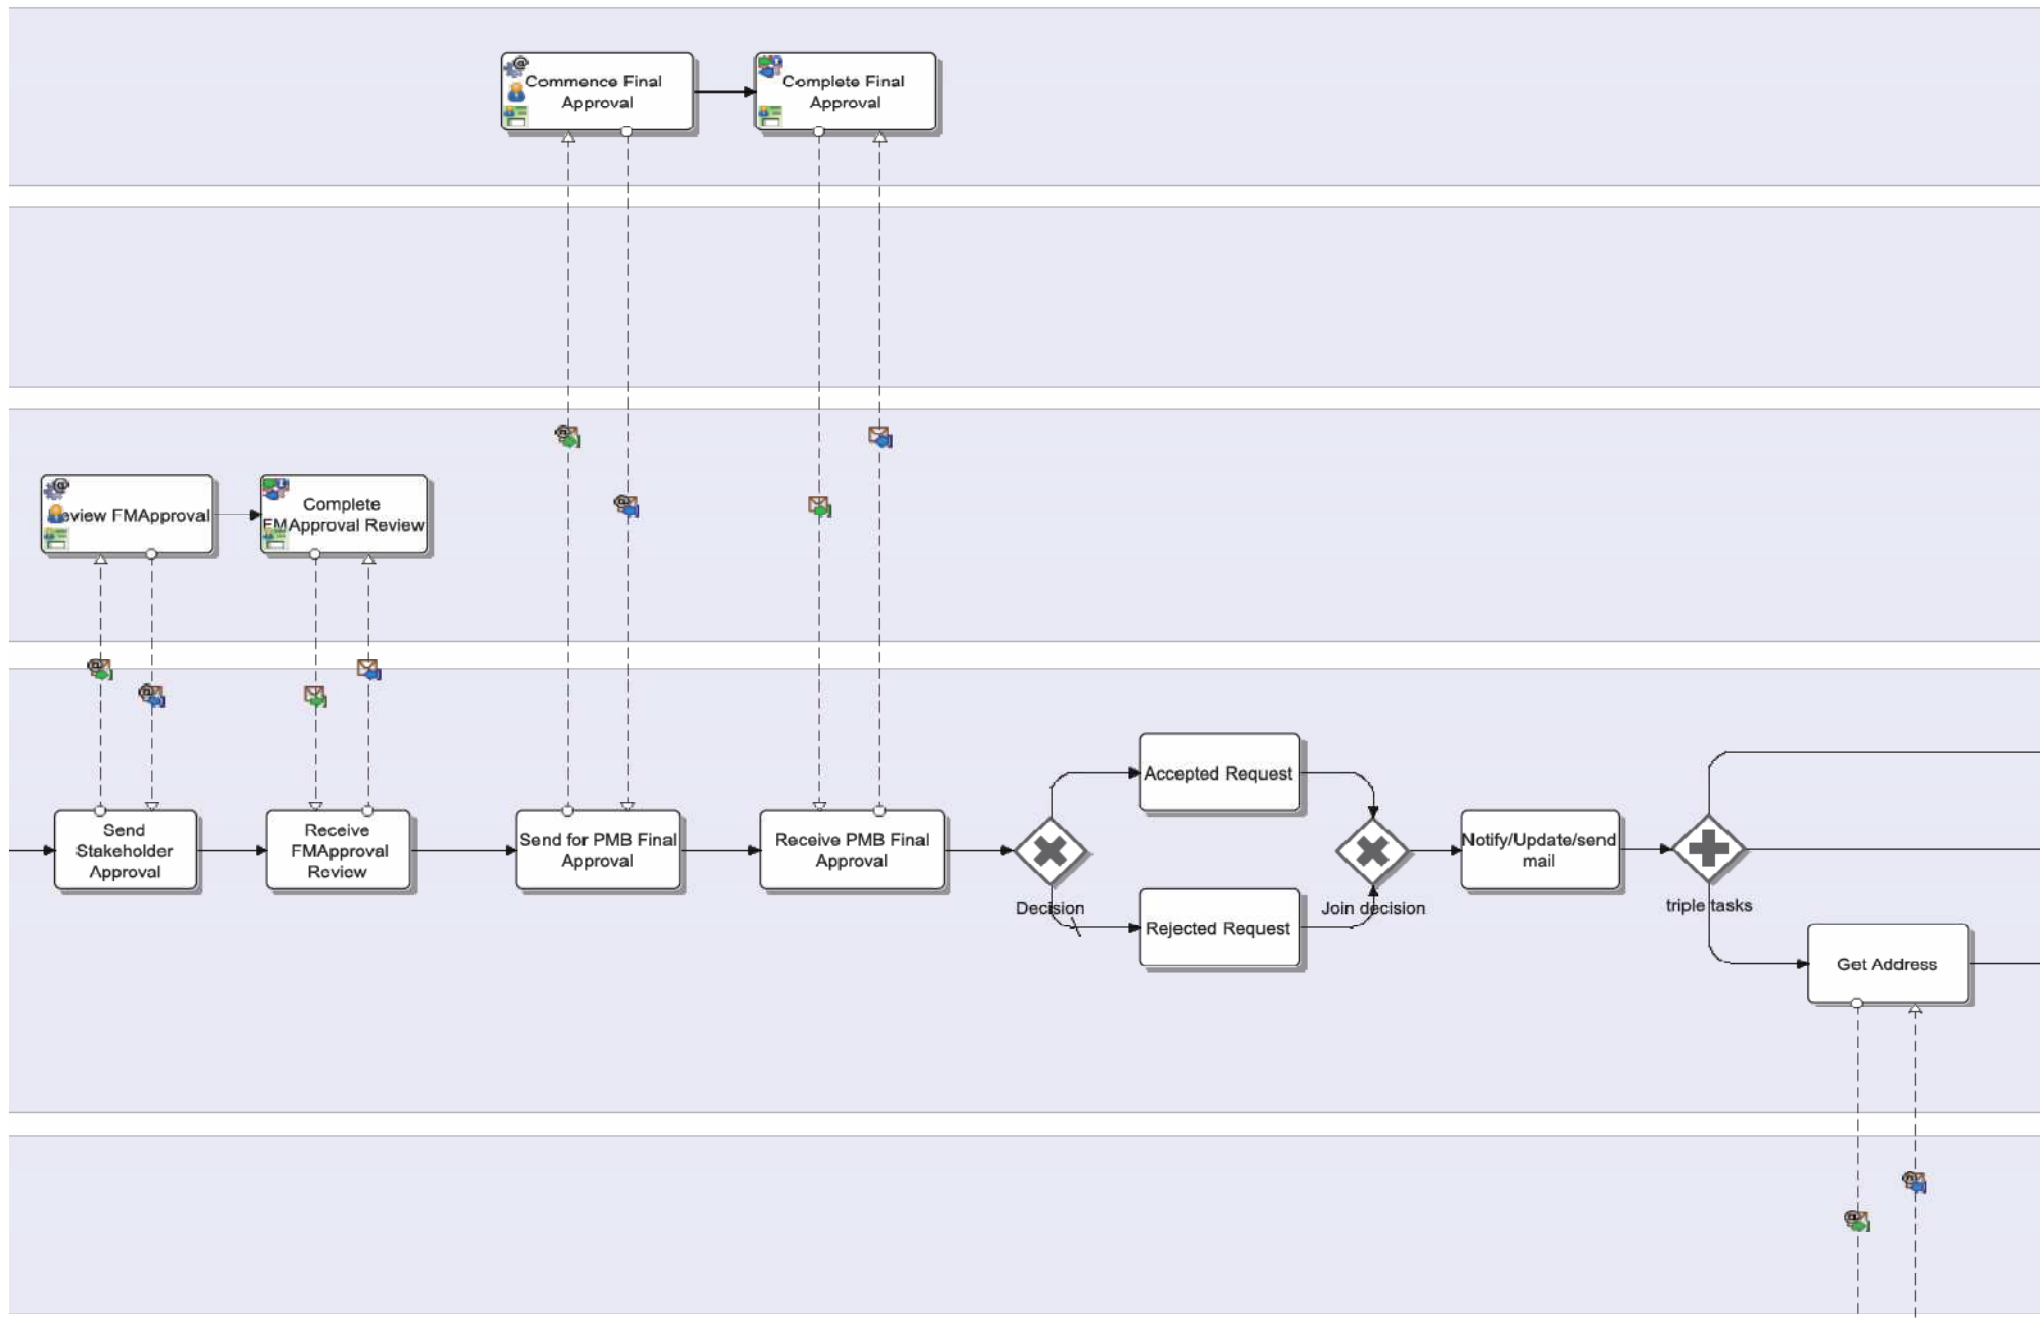 Commence Final
Approval
Complete Final
Approval
eview FMApproval
Complete
FMApproval Review
Send
Stakeholder
Approval
Receive
FMApproval
Review
Send for PMB Final
Approval
Receive PMB Final
Approval
Decision
Accepted Request
Rejected Request
Join decision
Notify/Update/send
mail
triple tasks
Get Address